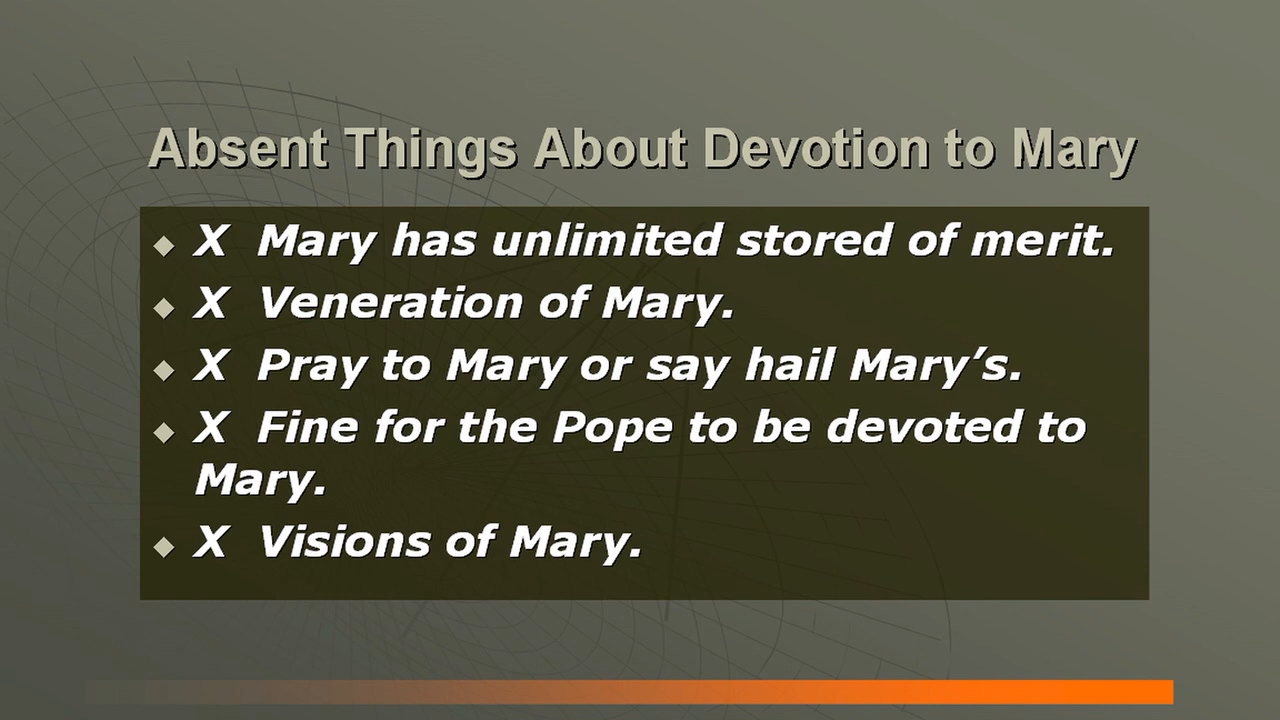 Absent Things About Devotion to Mary
X Mary has unlimited stored of merit.
X Veneration of Mary.
X Pray to Mary or say hail Mary’s.
X Fine for the Pope to be devoted to
Mary.
X Visions of Mary.